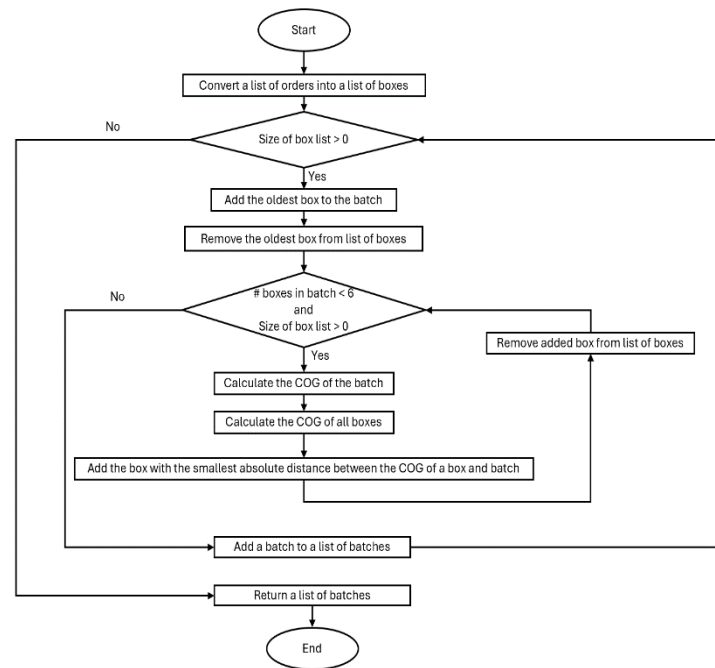 Start
Convert a list of orders into a list of boxes
No
Size of box list > 0
Yes
Add the oldest box to the batch
Remove the oldest box from list of boxes
No
# boxes in batch < 6
and
Size of box list > 0
Yes
Remove added box from list of boxes
Calculate the COG of the batch
Calculate the COG of all boxes
Add the box with the smallest absolute distance between the COG of a box and batch
Add a batch to a list of batches
Return a list of batches
End